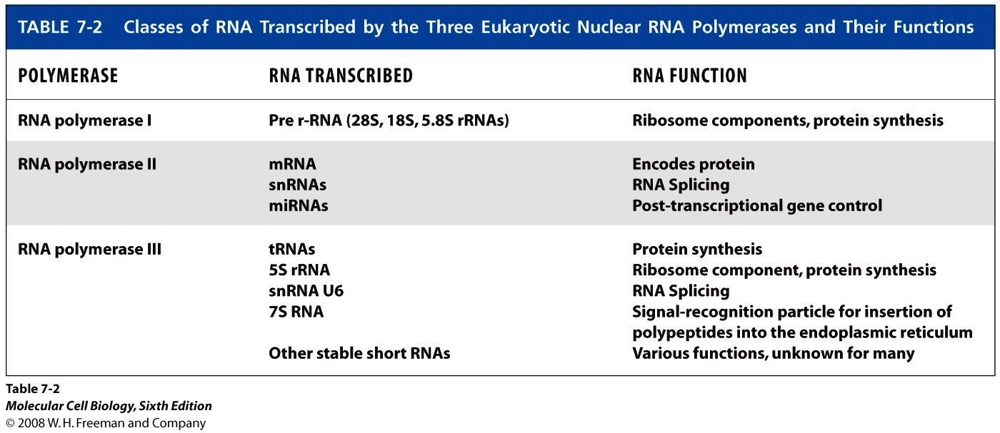 TABLE 7-2 Classes of RNA Transcribed by the Three Eukaryotic Nuclear RNA Polymerases and Their Functions
POLYMERASE RNA TRANSCRIBED RNA FUNCTION
RNA polymerase I Pre r-RNA (28S, 18S, 5.8S rRNAs) Ribosome components, protein synthesis
RNA polymerase II mRNA Encodes protein
snRNAs RNA Splicing
miRNAs Post-transcriptional gene control
RNA polymerase III tRNAs Protein synthesis
5S rRNA Ribosome component, protein synthesis
snRNA U6 RNA Splicing
7S RNA Signal-recognition particle for insertion of
polypeptides into the endoplasmic reticulum
Other stable short RNAs Various functions, unknown for many
Table 7-2
Molecular Cell Biology, Sixth Edition
© 2008 W. H. Freeman and Company